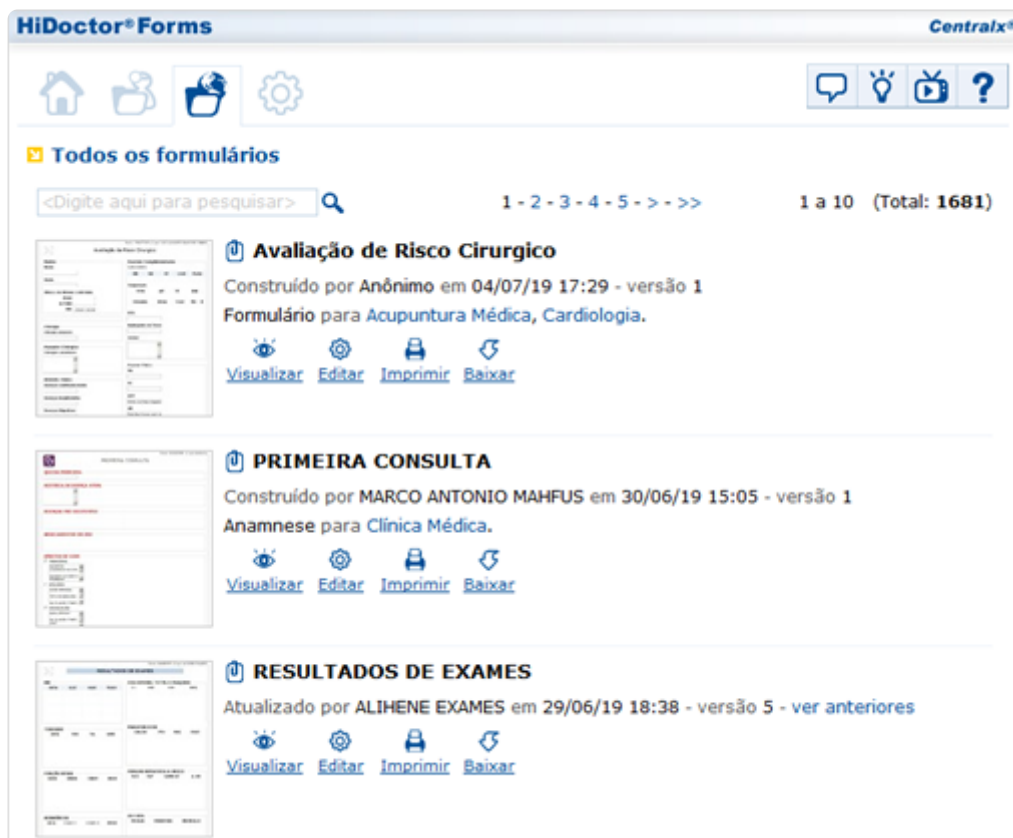 HiDoctor®Forms
Centralx®
Todos os formulários
<Digite aqui para pesquisar>
1 - 2 - 3 - 4 - 5 - > - >>
1 a 10 (Total: 1681)
Avaliação de Risco Cirurgico
Construído por Anônimo em 04/07/19 17:29 - versão 1
Formulário para Acupuntura Médica, Cardiologia.
Visualizar Editar Imprimir Baixar
PRIMEIRA CONSULTA
Construído por MARCO ANTONIO MAHFUS em 30/06/19 15:05 - versão 1
Anamnese para Clínica Médica.
Visualizar Editar Imprimir Baixar
RESULTADOS DE EXAMES
Atualizado por ALIHENE EXAMES em 29/06/19 18:38 - versão 5 - ver anteriores
Visualizar Editar Imprimir Baixar